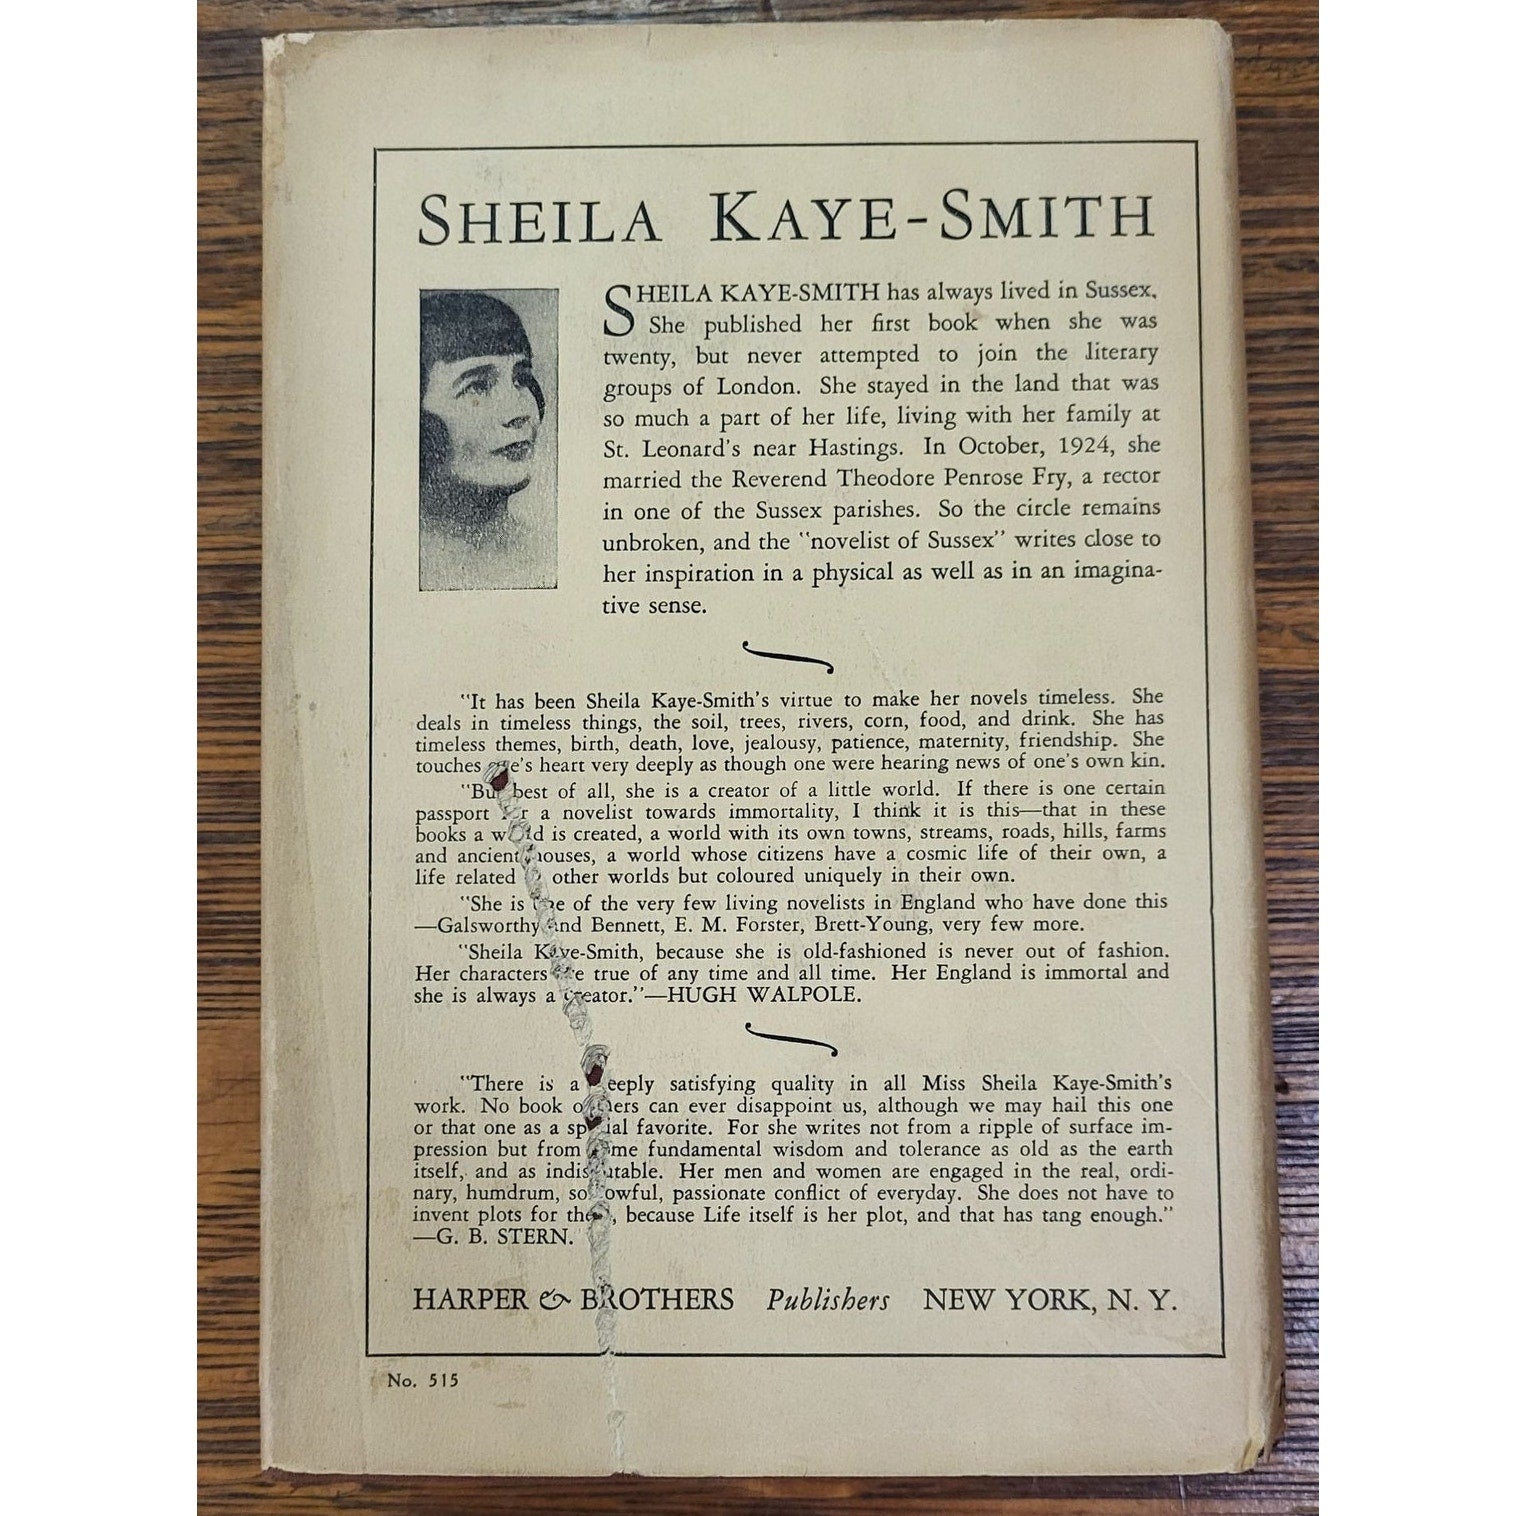 SHEILA KAYE-SMITH
SHEILA KAYE-SMITH has always lived in Sussex.
She published her first book when she was
twenty, but never attempted to join the literary
groups of London. She stayed in the land that was
so much a part of her life, living with her family at
St. Leonard's near Hastings. In October, 1924, she
married the Reverend Theodore Penrose Fry, a rector
in one of the Sussex parishes. So the circle remains
unbroken, and the "novelist of Sussex" writes close to
her inspiration in a physical as well as in an imagina-
tive sense.
"It has been Sheila Kaye-Smith's virtue to make her novels timeless. She
deals in timeless things, the soil, trees, rivers, corn, food, and drink. She has
timeless themes, birth, death, love, jealousy, patience, maternity, friendship. She
touches one's heart very deeply as though one were hearing news of one's own kin.
"But best of all, she is a creator of a little world. If there is one certain
passport for a novelist towards immortality, I think it is this—that in these
books a world is created, a world with its own towns, streams, roads, hills, farms
and ancient houses, a world whose citizens have a cosmic life of their own, a
life related other worlds but coloured uniquely in their own.
"She is one of the very few living novelists in England who have done this
—Galsworthy and Bennett, E. M. Forster, Brett-Young, very few more.
"Sheila Kaye-Smith, because she is old-fashioned is never out of fashion.
Her characters are true of any time and all time. Her England is immortal and
she is always a creator."—HUGH WALPOLE.
"There is a deeply satisfying quality in all Miss Sheila Kaye-Smith's
work. No book of hers can ever disappoint us, although we may hail this one
or that one as a special favorite. For she writes not from a ripple of surface im-
pression but from some fundamental wisdom and tolerance as old as the earth
itself, and as indisputable. Her men and women are engaged in the real, ordi-
nary, humdrum, sorrowful, passionate conflict of everyday. She does not have to
invent plots for them, because Life itself is her plot, and that has tang enough."
—G. B. STERN.
HARPER & BROTHERS Publishers NEW YORK, N. Y.
No. 515